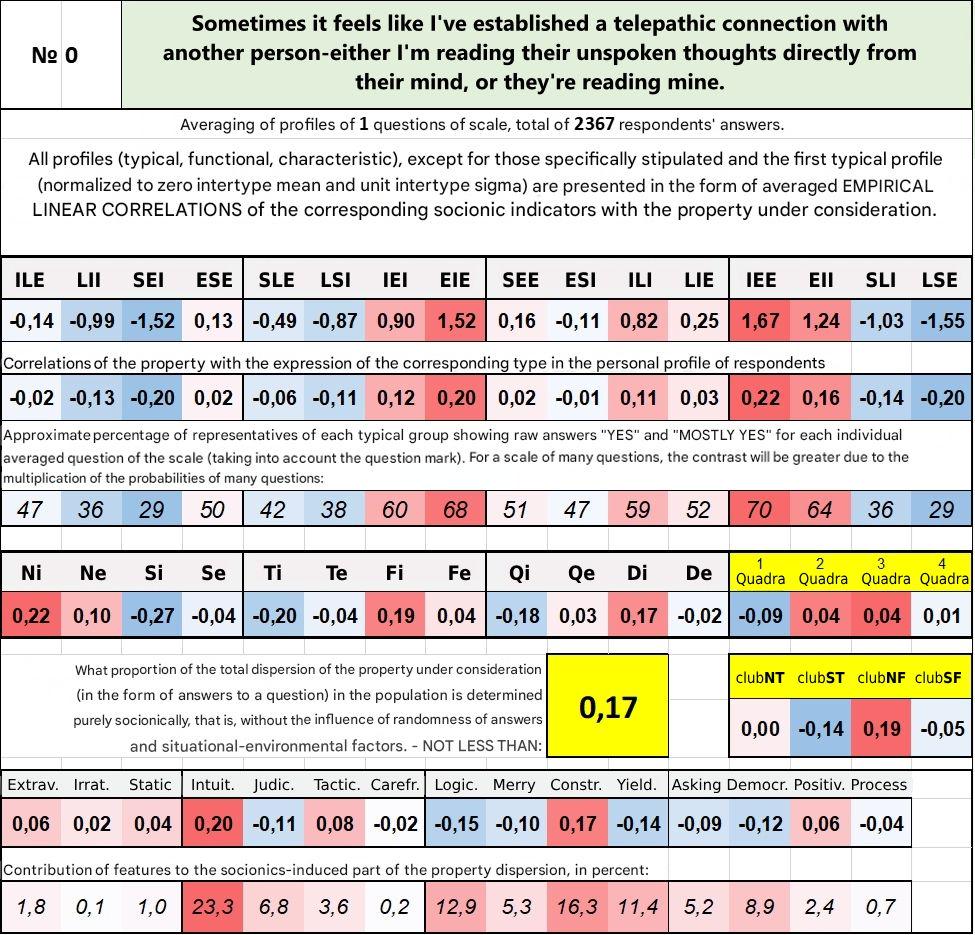 № 0
Sometimes it feels like I've established a telepathic connection with
another person-either I'm reading their unspoken thoughts directly from
their mind, or they're reading mine.
Averaging of profiles of 1 questions of scale, total of 2367 respondents' answers.
All profiles (typical, functional, characteristic), except for those specifically stipulated and the first typical profile
(normalized to zero intertype mean and unit intertype sigma) are presented in the form of averaged EMPIRICAL
LINEAR CORRELATIONS of the corresponding socionic indicators with the property under consideration.
ILE LII SEI ESE SLE LSI IEI EIE SEE ESI ILI LIE IEE EII SLI LSE
-0,14 -0,99 -1,52 0,13 -0,49 -0,87 0,90 1,52 0,16 -0,11 0,82 0,25 1,67 1,24 -1,03 -1,55
Correlations of the property with the expression of the corresponding type in the personal profile of respondents
-0,02 -0,13 -0,20 0,02 -0,06 -0,11 0,12 0,20 0,02 -0,01 0,11 0,03 0,22 0,16 -0,14 -0,20
Approximate percentage of representatives of each typical group showing raw answers "YES" and "MOSTLY YES" for each individual
averaged question of the scale (taking into account the question mark). For a scale of many questions, the contrast will be greater due to the
multiplication of the probabilities of many questions:
47 36 29 50 42 38 60 68 51 47 59 52 70 64 36 29
Ni Ne Si Se Ti Te Fi Fe Qi Qe Di De 1 Quadra 2 Quadra 3 Quadra 4 Quadra
0,22 0,10 -0,27 -0,04 -0,20 -0,04 0,19 0,04 -0,18 0,03 0,17 -0,02 -0,09 0,04 0,04 0,01
What proportion of the total dispersion of the property under consideration
(in the form of answers to a question) in the population is determined
purely socionically, that is, without the influence of randomness of answers
and situational-environmental factors. - NOT LESS THAN:
0,17
clubNT clubST clubNF clubSF
0,00 -0,14 0,19 -0,05
Extrav. Irrat. Static Intuit. Judic. Tactic. Carefr. Logic. Merry Constr. Yield. Asking Democr. Positiv. Process
0,06 0,02 0,04 0,20 -0,11 0,08 -0,02 -0,15 -0,10 0,17 -0,14 -0,09 -0,12 0,06 -0,04
Contribution of features to the socionics-induced part of the property dispersion, in percent:
1,8 0,1 1,0 23,3 6,8 3,6 0,2 12,9 5,3 16,3 11,4 5,2 8,9 2,4 0,7